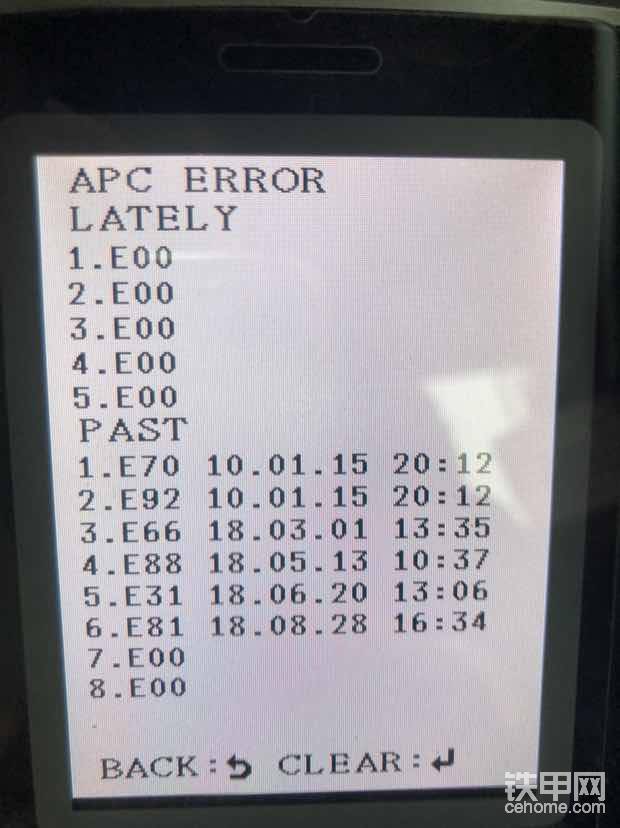 APC ERROR
LATELY
1.E00
2.E00
3.E00
4.E00
5.E00
PAST
1.E70 10.01.15 20:12
2.E92 10.01.15 20:12
3.E66 18.03.01 13:35
4.E88 18.05.13 10:37
5.E31 18.06.20 13:06
6.E81 18.08.28 16:34
7.E00
8.E00
BACK:⮌ CLEAR:↵
铁甲网
cehome.com